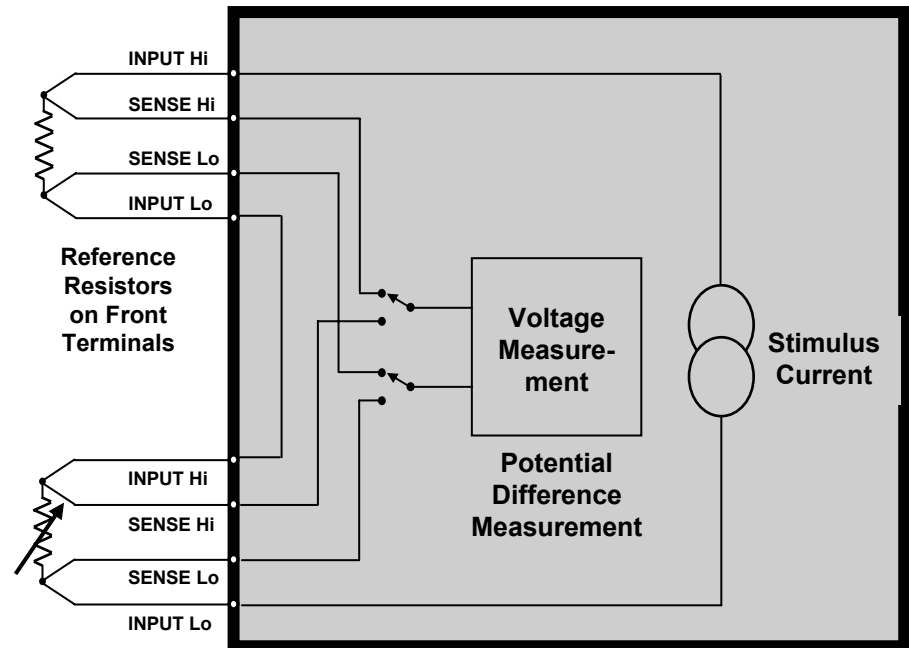 INPUT Hi
SENSE Hi
SENSE Lo
INPUT Lo
Reference
Resistors
on Front
Terminals
Voltage
Measure-
ment
Stimulus
Current
Potential
Difference
Measurement
INPUT Hi
SENSE Hi
SENSE Lo
INPUT Lo